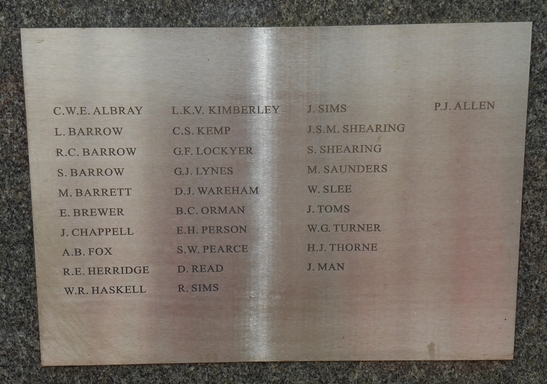 C.W.E. ALBRAY
L. BARROW
R.C. BARROW
S. BARROW
M. BARRETT
E. BREWER
J. CHAPPELL
A.B. FOX
R.E. HERRIDGE
W.R. HASKELL
L.K.V. KIMBERLEY
C.S. KEMP
G.F. LOCKYER
G.J. LYNES
D.J. WAREHAM
B.C. ORMAN
E.H. PERSON
S.W. PEARCE
D. READ
R. SIMS
J. SIMS
J.S.M. SHEARING
S. SHEARING
M. SAUNDERS
W. SLEE
J. TOMS
W.G. TURNER
H.J. THORNE
J. MAN
P.J. ALLEN